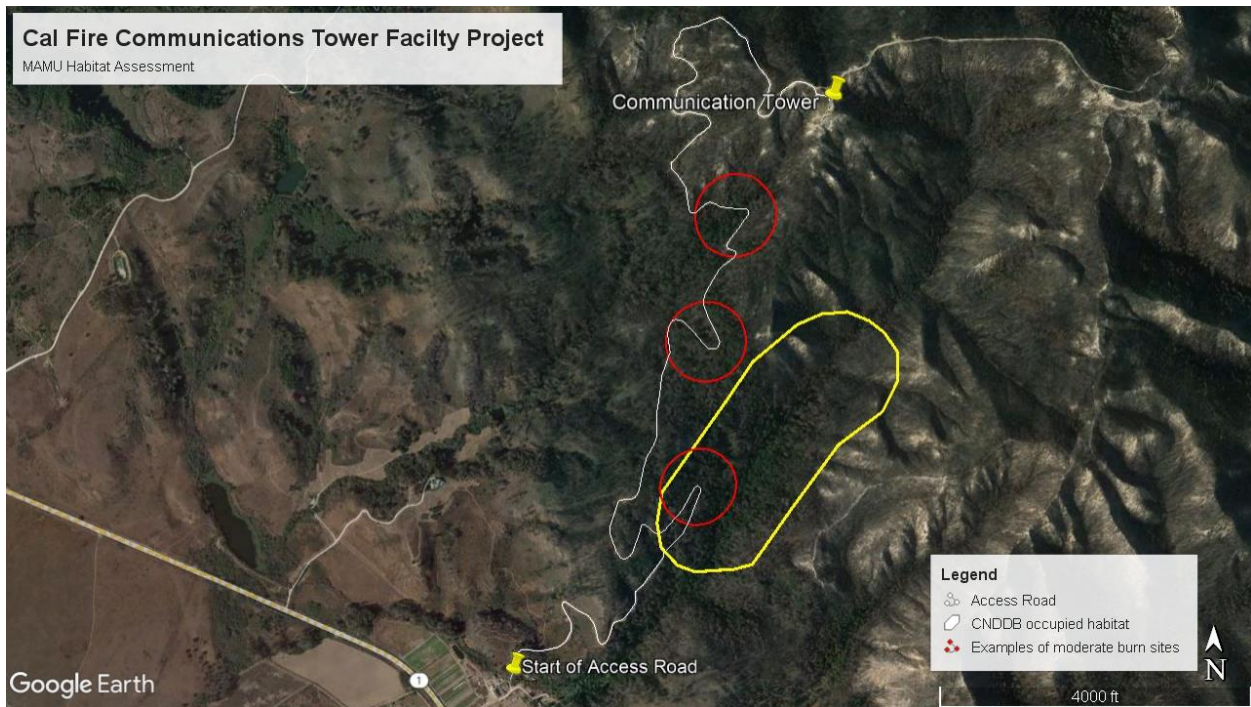 Cal Fire Communications Tower Facilty Project
MAMU Habitat Assessment
Communication Tower
Start of Access Road
1
Legend
Access Road
CNDDB occupied habitat
Examples of moderate burn sites
N
Google Earth
4000 ft